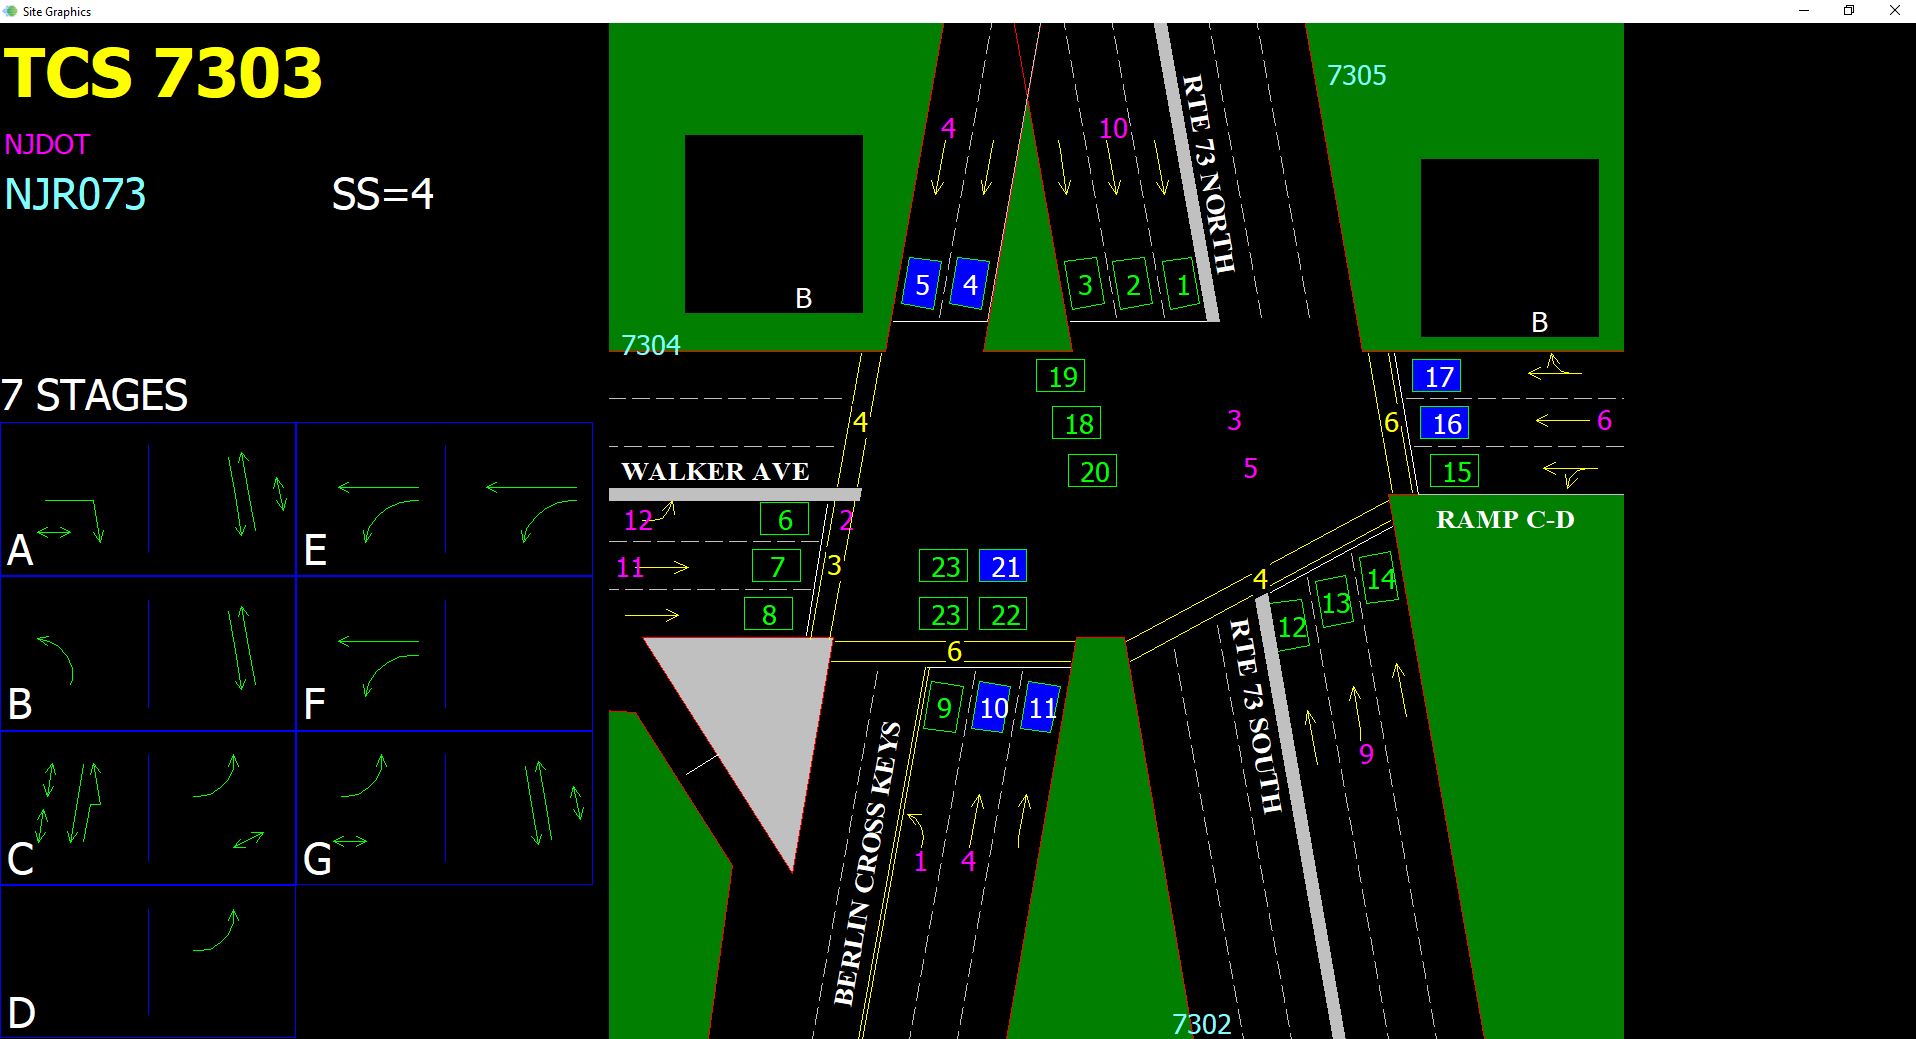 Site Graphics
TCS 7303
NJDOT
NJR073
SS=4
7 STAGES
A
E
B
F
C
G
D
7305
4
10
RTE 73 NORTH
B
B
5
4
3
2
1
7304
19
17
4
18
3
6
16
6
WALKER AVE
20
5
15
12
6
2
RAMP C-D
11
7
3
23
21
4
14
8
23
22
12
13
6
RTE 73 SOUTH
9
10
11
9
BERLIN CROSS KEYS
1
4
7302